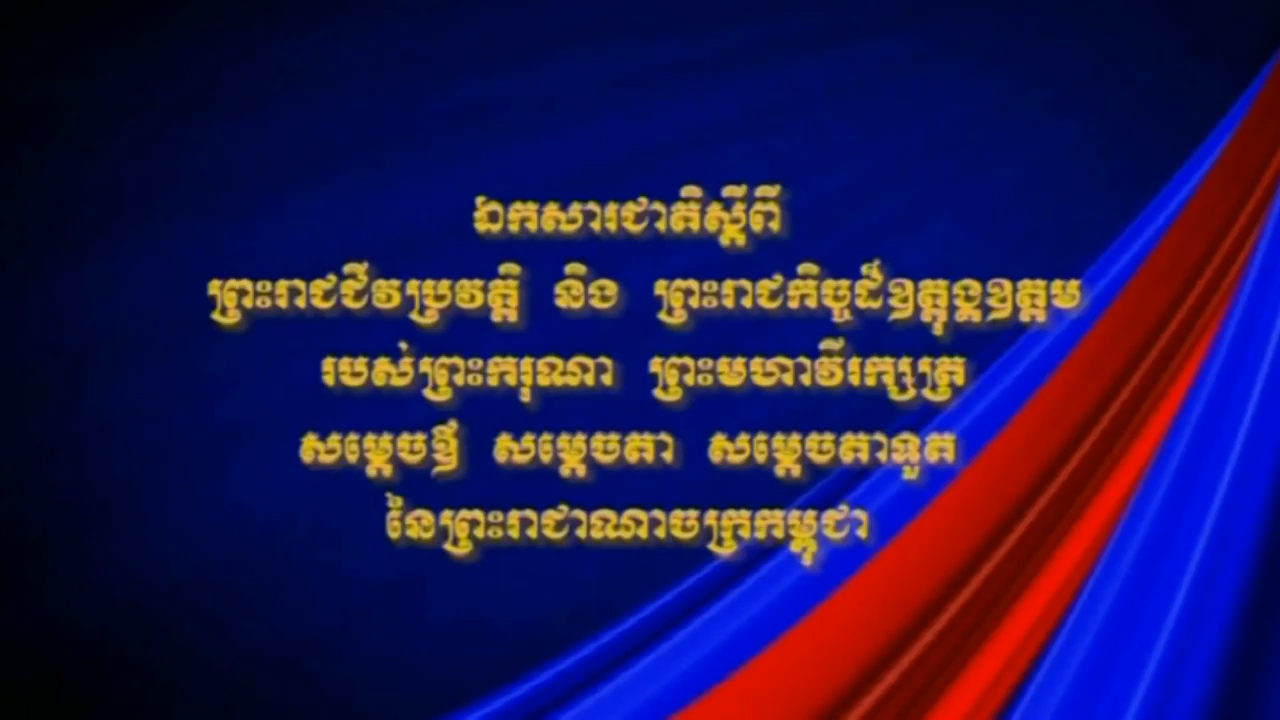 ឯកសារជាតិស្ដីពី
ព្រះរាជជីវប្រវត្តិ និង ព្រះរាជកិច្ចដ៏ឧត្តុង្គឧត្តម
របស់ព្រះករុណា ព្រះមហាវីរក្សត្រ
សម្ដេចឪ សម្ដេចតា សម្ដេចតាទួត
នៃព្រះរាជាណាចក្រកម្ពុជា